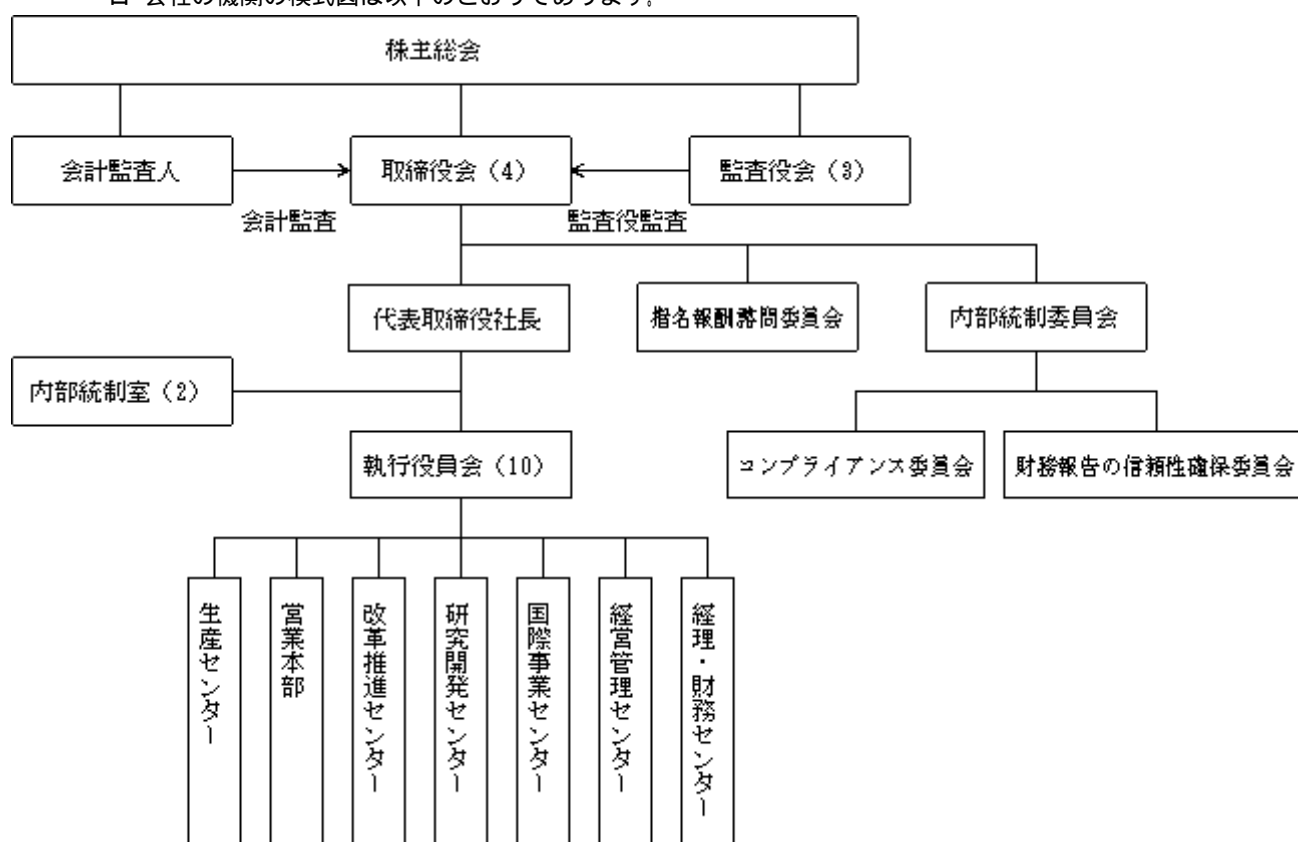 ロ 会社の機関の模式図は以下のとおりであります。
株主総会
会計監査人
取締役会（4）
監査役会（3）
会計監査
監査役監査
代表取締役社長
指名報酬諮問委員会
内部統制委員会
内部統制室（2）
執行役員会（10）
コンプライアンス委員会
財務報告の信頼性確保委員会
生産センター
営業本部
改革推進センター
研究開発センター
国際事業センター
経営管理センター
経理・財務センター